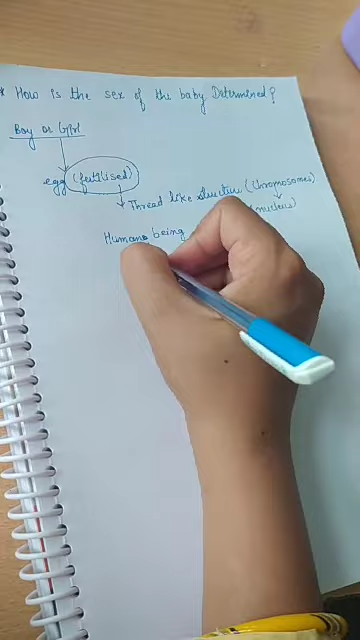 * How is the sex of the baby Determined?
Boy or Girl
egg (fertilised)
Thread like structure (Chromosomes)
(nucleus)
Humans being